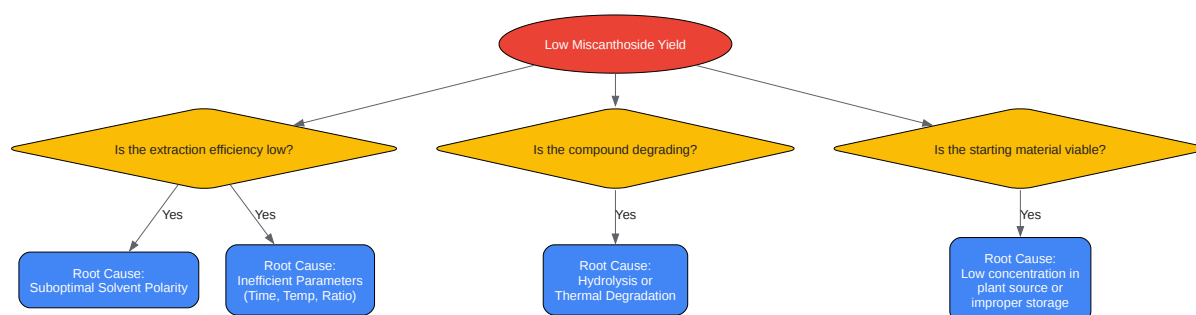 Low Miscanthoside Yield
Is the extraction efficiency low?
Is the compound degrading?
Is the starting material viable?
Yes
Yes
Yes
Yes
Root Cause:
Suboptimal Solvent Polarity
Root Cause:
Inefficient Parameters
(Time, Temp, Ratio)
Root Cause:
Hydrolysis or
Thermal Degradation
Root Cause:
Low concentration in
plant source or
improper storage